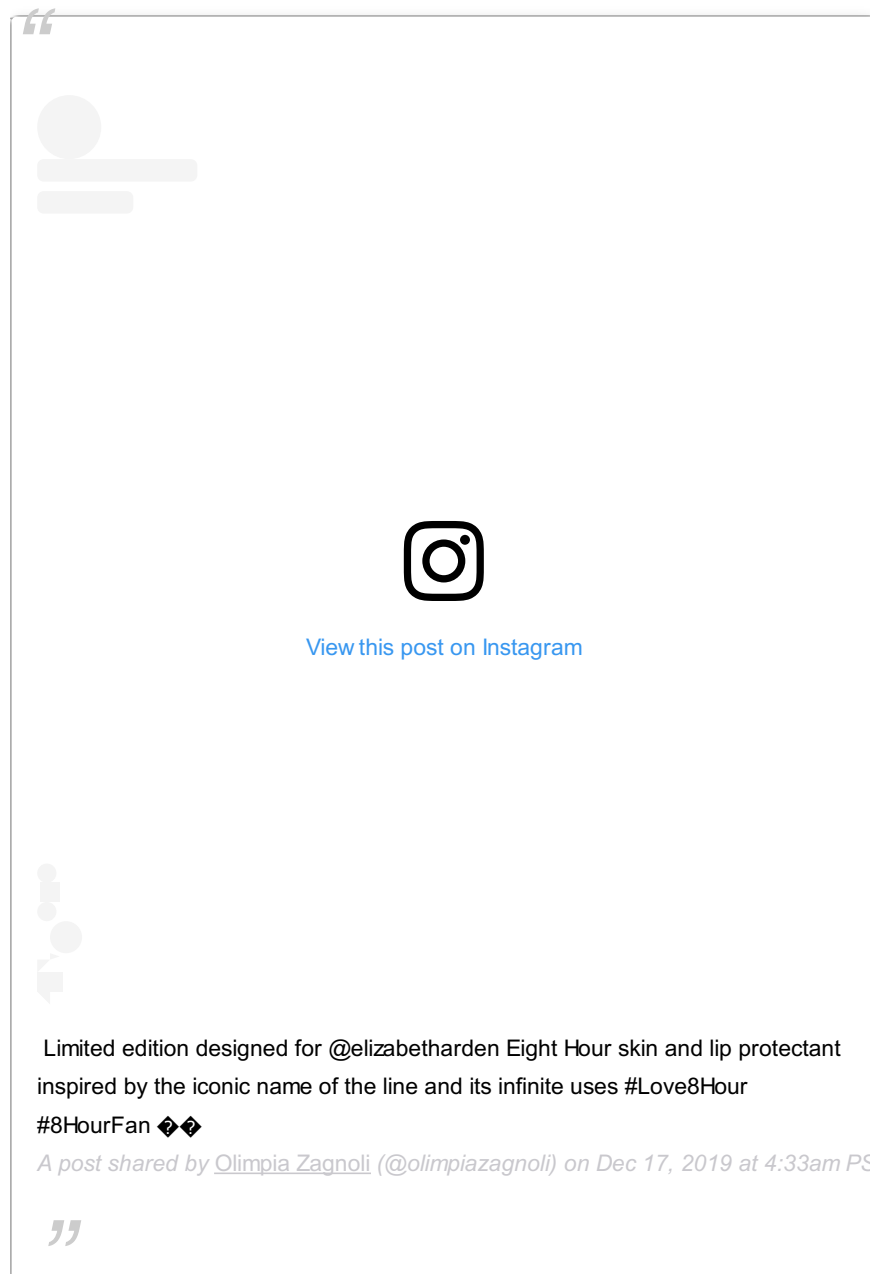 “
View this post on Instagram
Limited edition designed for @elizabetharden Eight Hour skin and lip protectant
inspired by the iconic name of the line and its infinite uses #Love8Hour
#8HourFan ��
A post shared by Olimpia Zagnoli (@olimpiazagnoli) on Dec 17, 2019 at 4:33am PS
”